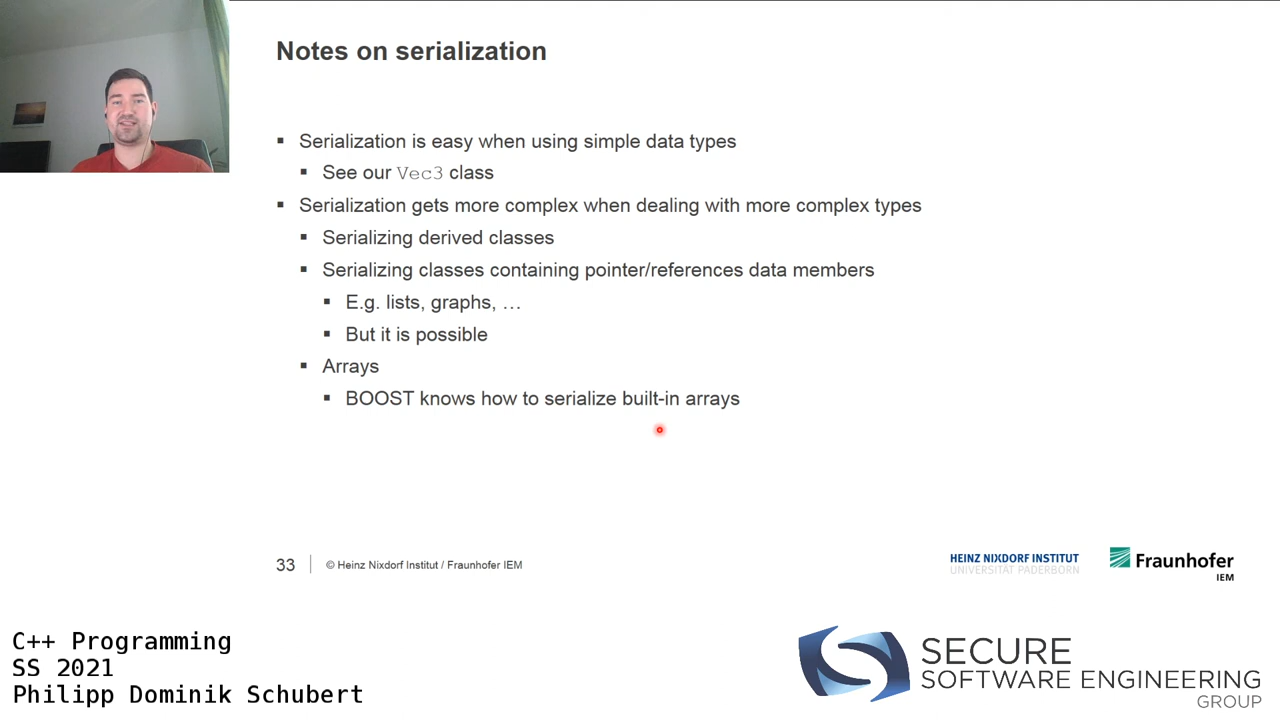 Notes on serialization
▪ Serialization is easy when using simple data types
▪ See our Vec3 class
▪ Serialization gets more complex when dealing with more complex types
▪ Serializing derived classes
▪ Serializing classes containing pointer/references data members
▪ E.g. lists, graphs, …
▪ But it is possible
▪ Arrays
▪ BOOST knows how to serialize built-in arrays
33 © Heinz Nixdorf Institut / Fraunhofer IEM
HEINZ NIXDORF INSTITUT
UNIVERSITÄT PADERBORN
Fraunhofer
IEM
C++ Programming
SS 2021
Philipp Dominik Schubert
SECURE
SOFTWARE ENGINEERING
GROUP